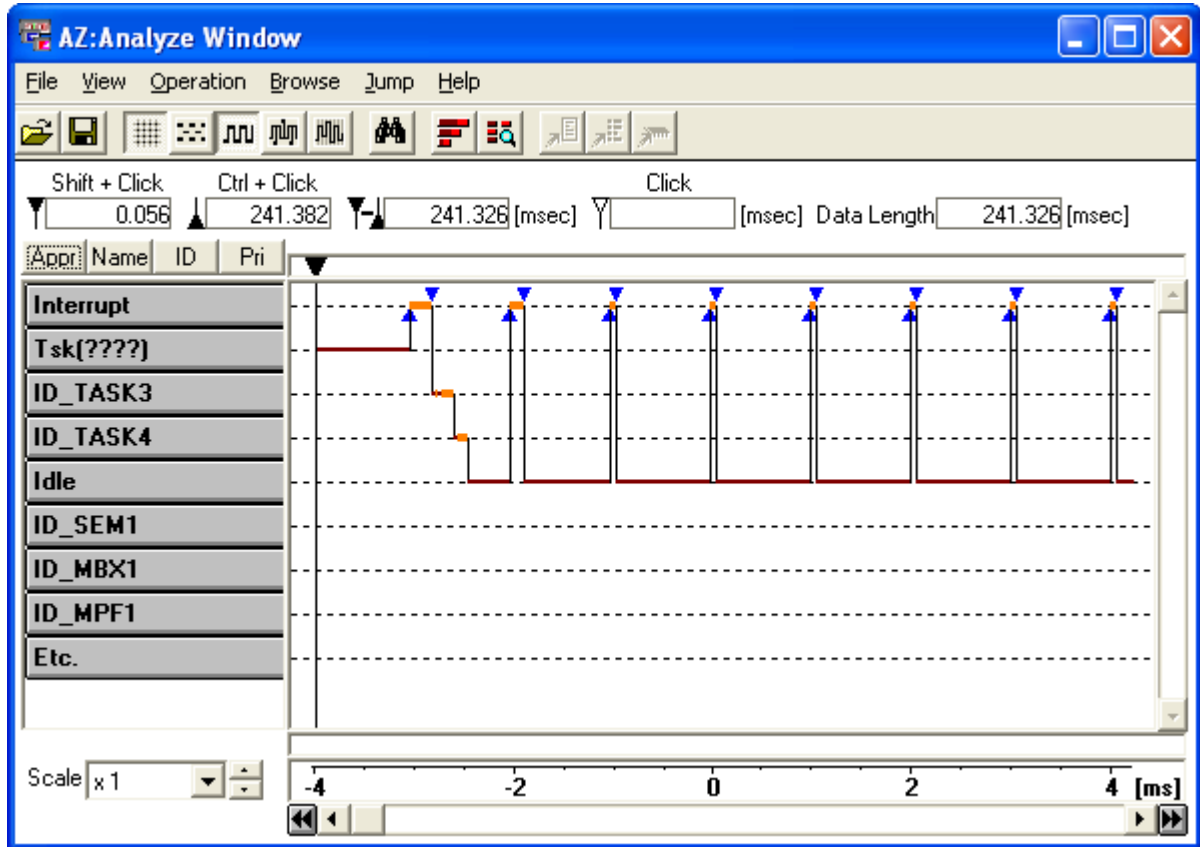 AZ:Analyze Window
File View Operation Browse Jump Help
Shift + Click Ctrl + Click Click
0.056 241.382 241.326 [msec] [msec] Data Length 241.326 [msec]
Appr Name ID Pri
Interrupt
Tsk(????)
ID_TASK3
ID_TASK4
Idle
ID_SEM1
ID_MBX1
ID_MPF1
Etc.
Scale x 1
-4 -2 0 2 4 [ms]